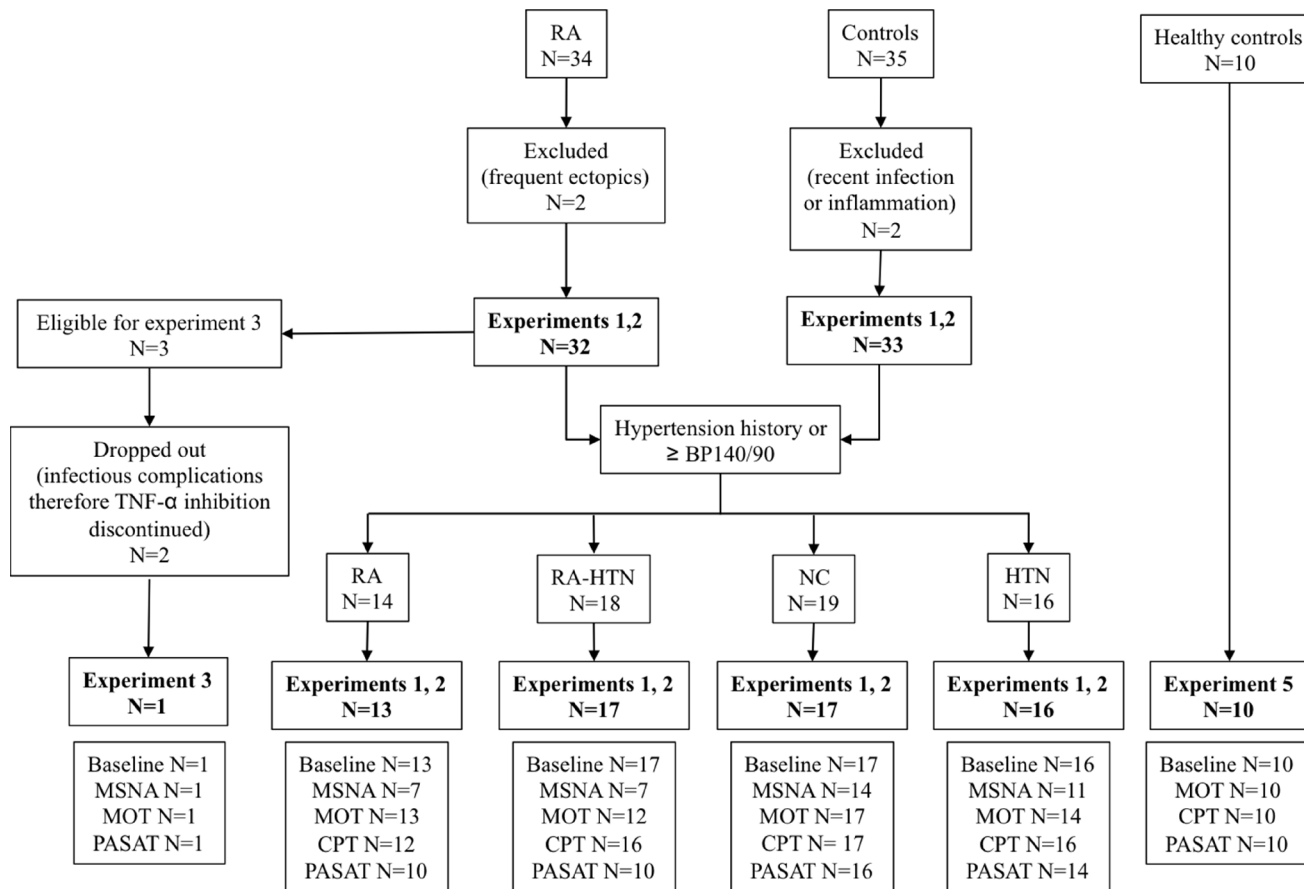 RA
N=34
Controls
N=35
Healthy controls
N=10
Excluded
(frequent ectopics)
N=2
Excluded
(recent infection
or inflammation)
N=2
Eligible for experiment 3
N=3
Experiments 1,2
N=32
Experiments 1,2
N=33
Hypertension history or
≥ BP140/90
Dropped out
(infectious complications
therefore TNF-α inhibition
discontinued)
N=2
RA
N=14
RA-HTN
N=18
NC
N=19
HTN
N=16
Experiment 3
N=1
Experiments 1, 2
N=13
Experiments 1, 2
N=17
Experiments 1, 2
N=17
Experiments 1, 2
N=16
Experiment 5
N=10
Baseline N=1
MSNA N=1
MOT N=1
PASAT N=1
Baseline N=13
MSNA N=7
MOT N=13
CPT N=12
PASAT N=10
Baseline N=17
MSNA N=7
MOT N=12
CPT N=16
PASAT N=10
Baseline N=17
MSNA N=14
MOT N=17
CPT N= 17
PASAT N=16
Baseline N=16
MSNA N=11
MOT N=14
CPT N=16
PASAT N=14
Baseline N=10
MOT N=10
CPT N=10
PASAT N=10